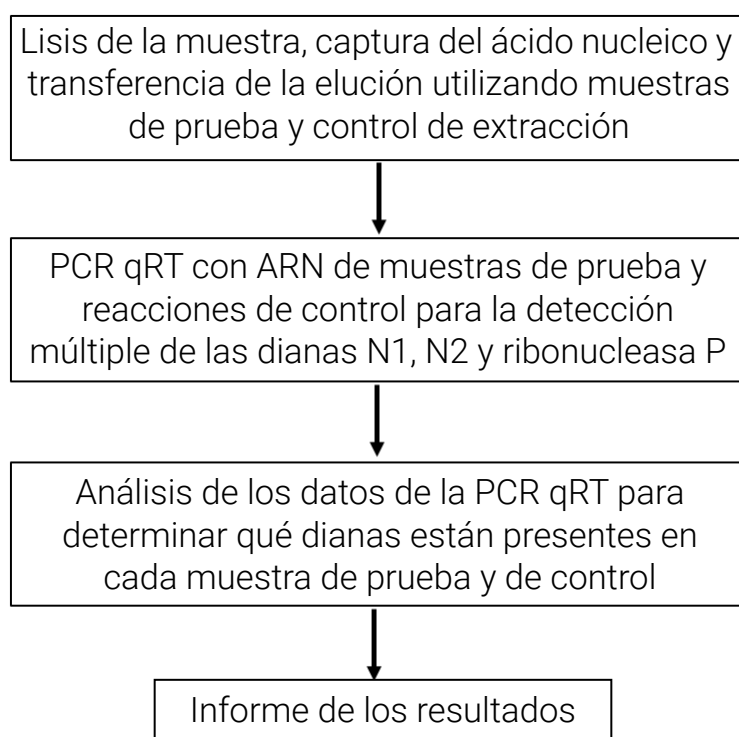 Lisis de la muestra, captura del ácido nucleico y
transferencia de la elución utilizando muestras
de prueba y control de extracción
PCR qRT con ARN de muestras de prueba y
reacciones de control para la detección
múltiple de las dianas N1, N2 y ribonucleasa P
Análisis de los datos de la PCR qRT para
determinar qué dianas están presentes en
cada muestra de prueba y de control
Informe de los resultados